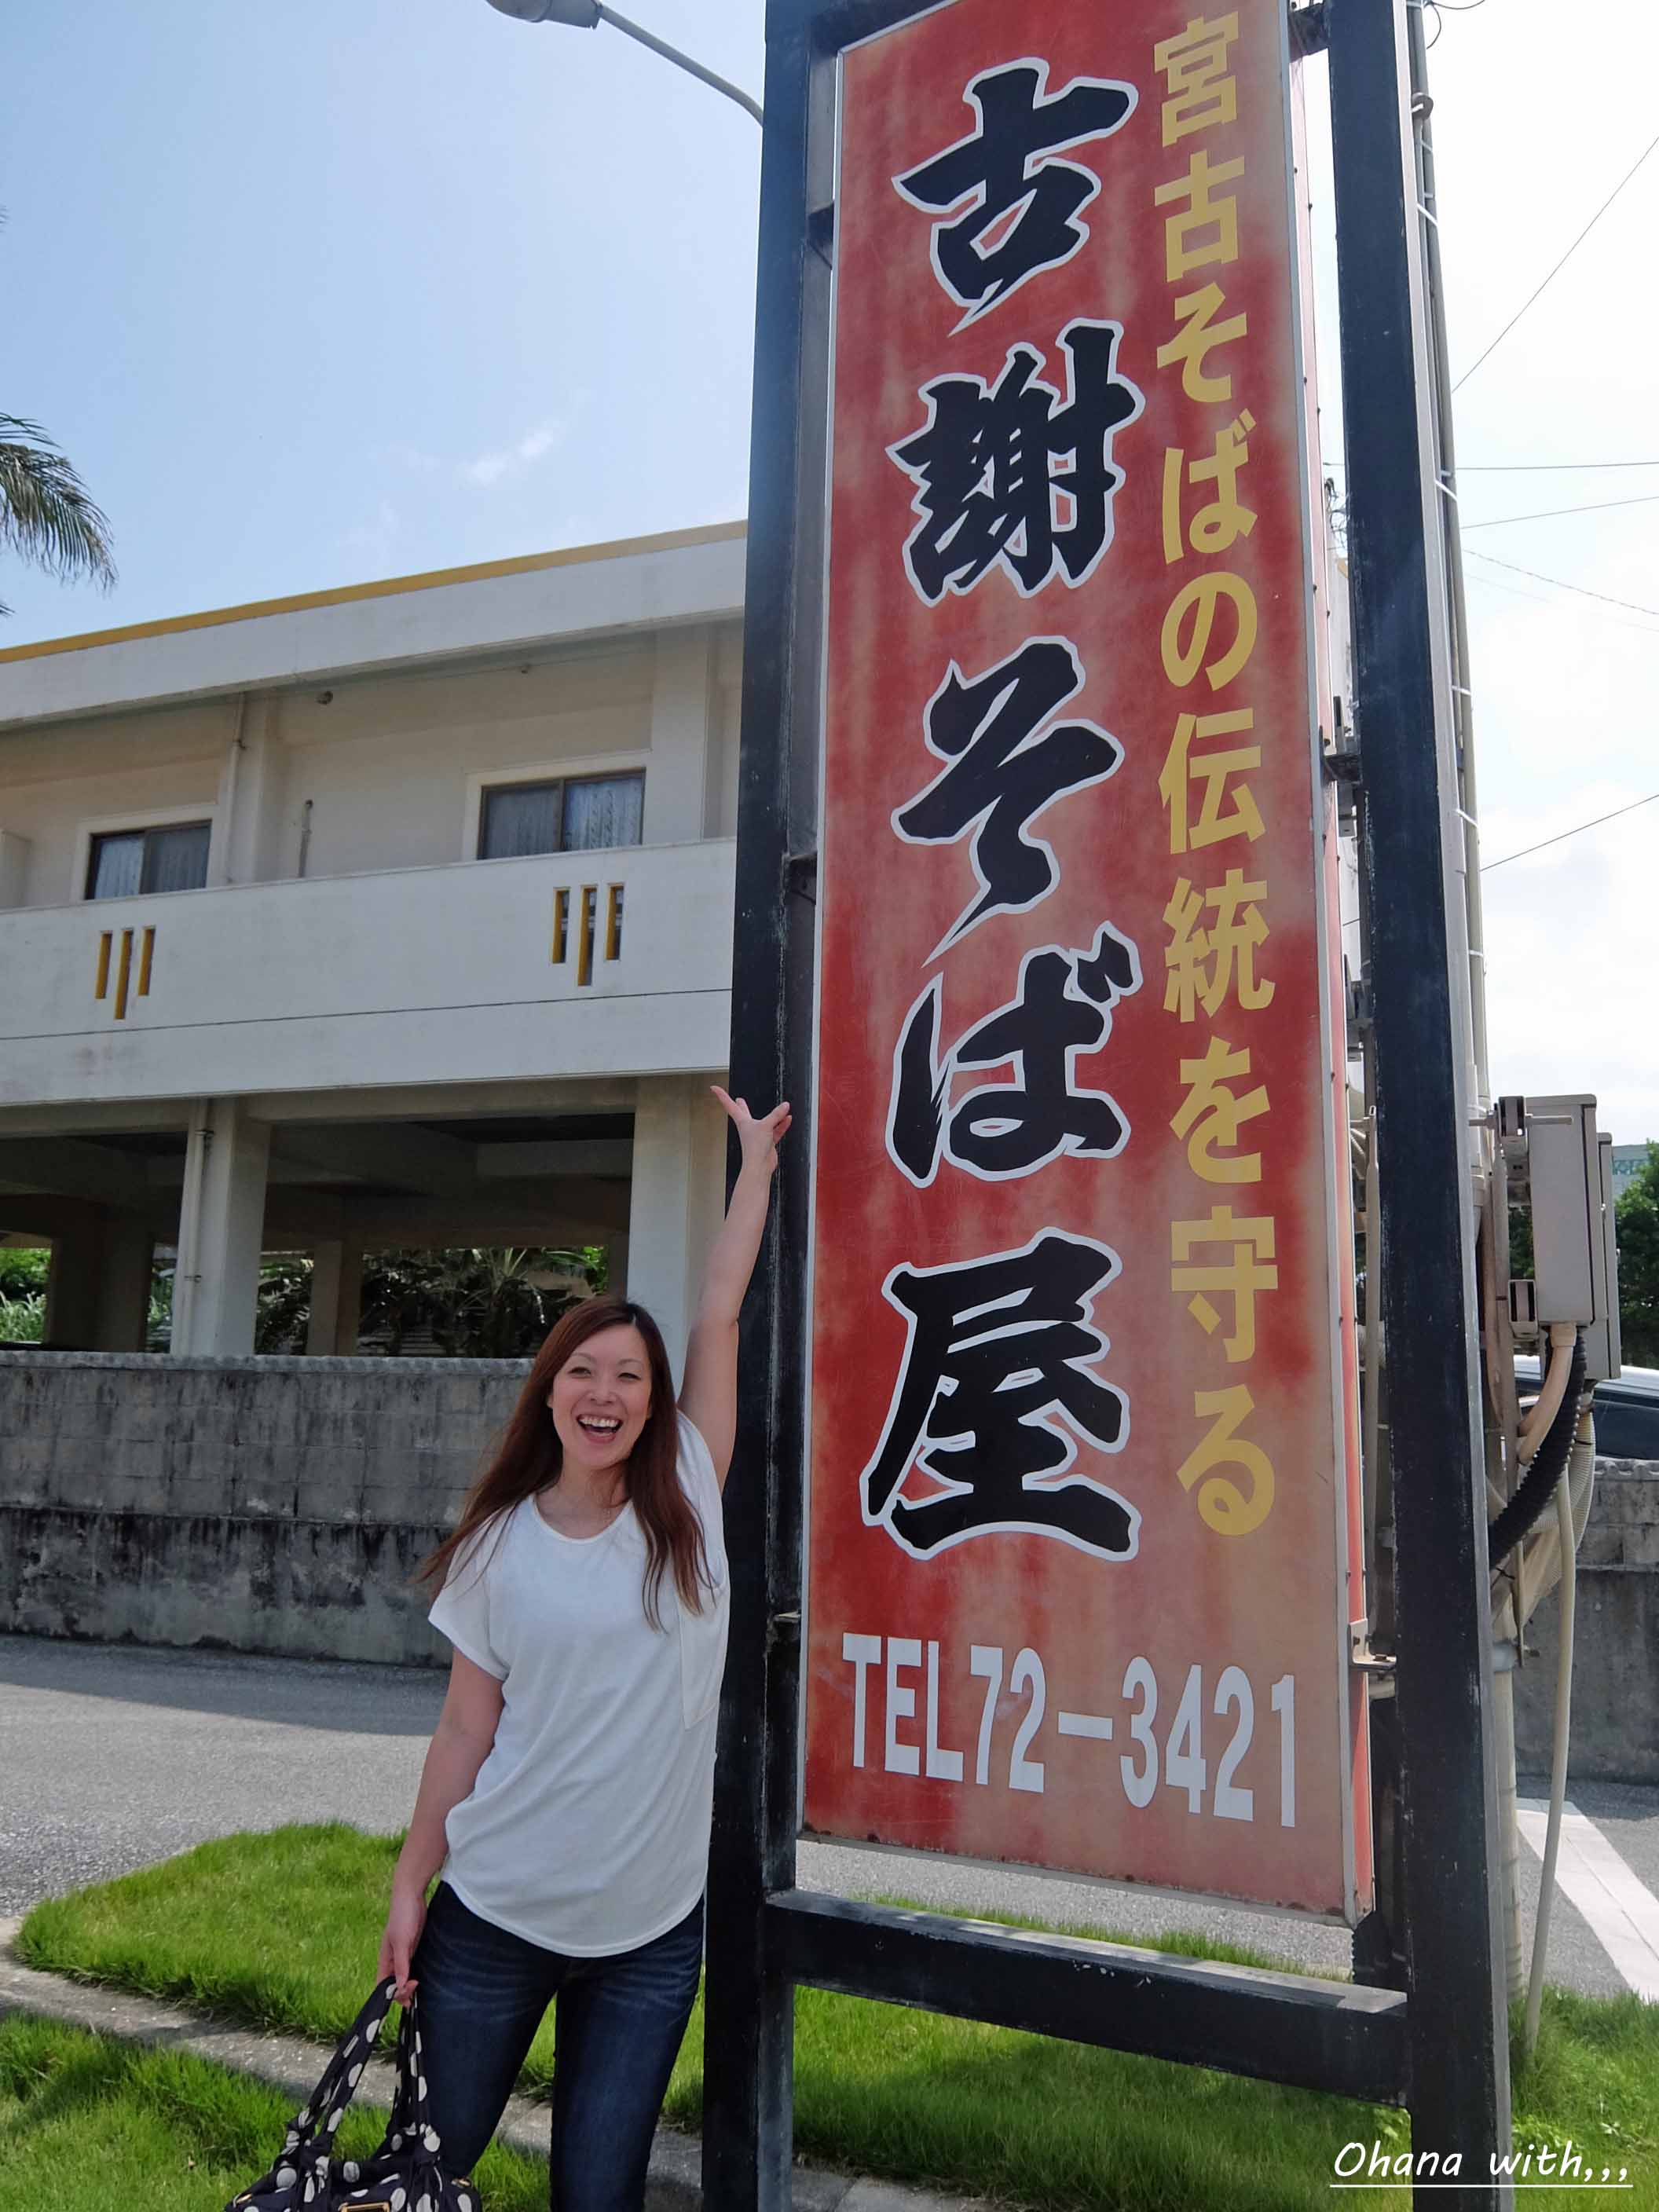 宮古そばの伝統を守る
古謝そば屋
TEL72-3421
Ohana with,,,